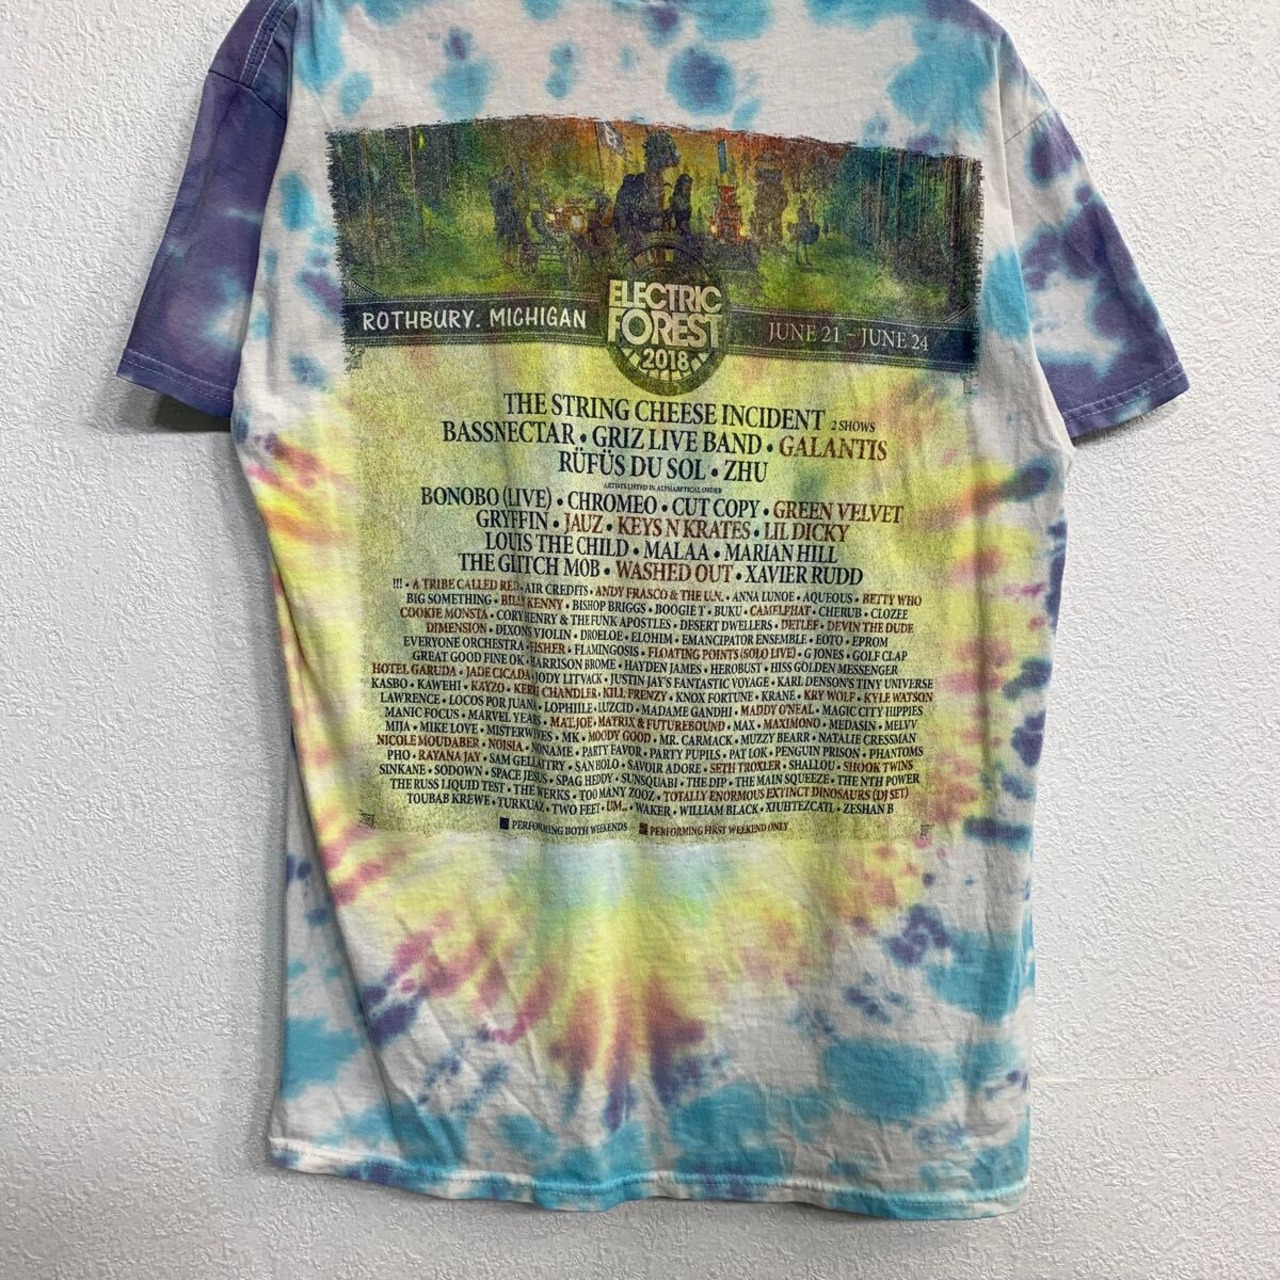 ELECTRIC
FOREST
2018
ROTHBURY, MICHIGAN
JUNE 21 - JUNE 24
THE STRING CHEESE INCIDENT 2 SHOWS
BASSNECTAR • GRIZ LIVE BAND • GALANTIS
RÜFÜS DU SOL • ZHU
ARTISTS LISTED IN ALPHABETICAL ORDER
BONOBO (LIVE) • CHROMEO • CUT COPY • GREEN VELVET
GRYFFIN • JAUZ • KEYS N KRATES • LIL DICKY
LOUIS THE CHILD • MALAA • MARIAN HILL
THE GLITCH MOB • WASHED OUT • XAVIER RUDD
!!! • A TRIBE CALLED RED • AIR CREDITS • ANDY FRASCO & THE U.N. • ANNA LUNOE • AQUEOUS • BETTY WHO
BIG SOMETHING • BILLY KENNY • BISHOP BRIGGS • BOOGIE T • BUKU • CAMELPHAT • CHERUB • CLOZEE
COOKIE MONSTA • CORY HENRY & THE FUNK APOSTLES • DESERT DWELLERS • DETLEF • DEVIN THE DUDE
DIMENSION • DIXON'S VIOLIN • DROELOE • ELOHIM • EMANCIPATOR ENSEMBLE • EOTO • EPROM
EVERYONE ORCHESTRA • FISHER • FLAMINGOSIS • FLOATING POINTS (SOLO LIVE) • G JONES • GOLF CLAP
GREAT GOOD FINE OK • HARRISON BROME • HAYDEN JAMES • HEROBUST • HISS GOLDEN MESSENGER
HOTEL GARUDA • JADE CICADA • JODY LITVACK • JUSTIN JAY'S FANTASTIC VOYAGE • KARL DENSON'S TINY UNIVERSE
KASBO • KAWEHI • KAYZO • KERRI CHANDLER • KILL FRENZY • KNOX FORTUNE • KRANE • KRY WOLF • KYLE WATSON
LAWRENCE • LOCOS POR JUANA • LOPHIILE • LUZCID • MADAME GANDHI • MADDY O'NEAL • MAGIC CITY HIPPIES
MANIC FOCUS • MARVEL YEARS • MAT.JOE • MATRIX & FUTUREBOUND • MAX • MAXIMONO • MEDASIN • MELVV
MIJA • MIKE LOVE • MISTERWIVES • MK • MOODY GOOD • MR. CARMACK • MUZZY BEARR • NATALIE CRESSMAN
NICOLE MOUDABER • NOISIA • NONAME • PARTY FAVOR • PARTY PUPILS • PAT LOK • PENGUIN PRISON • PHANTOMS
PHO • RAYANA JAY • SAM GELLAITRY • SAN HOLO • SAVOIR ADORE • SETH TROXLER • SHALLOU • SHOOK TWINS
SINKANE • SODOWN • SPACE JESUS • SPAG HEDDY • SUNSQUABI • THE DIP • THE MAIN SQUEEZE • THE NTH POWER
THE RUSS LIQUID TEST • THE WERKS • TOO MANY ZOOZ • TOTALLY ENORMOUS EXTINCT DINOSAURS (DJ SET)
TOUBAB KREWE • TURKUAZ • TWO FEET • UM.. • WAKER • WILLIAM BLACK • XIUHTEZCATL • ZESHAN B
PERFORMING BOTH WEEKENDS PERFORMING FIRST WEEKEND ONLY